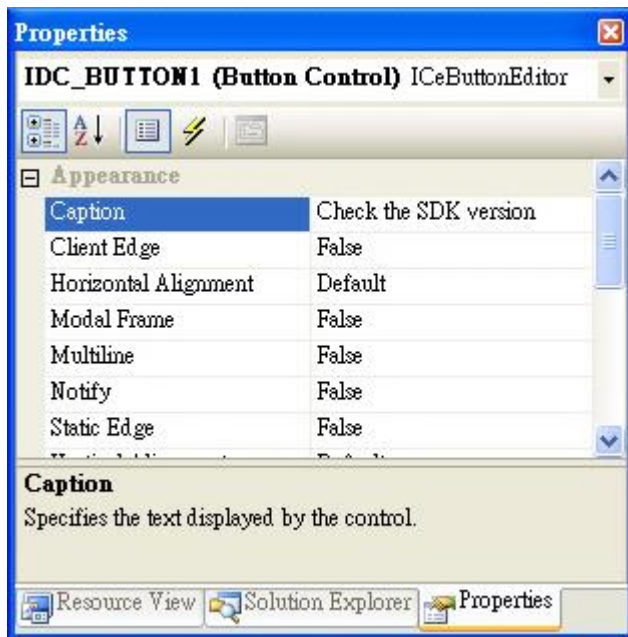 Properties
IDC_BUTTON1 (Button Control) ICeButtonEditor
Appearance
Caption Check the SDK version
Client Edge False
Horizontal Alignment Default
Modal Frame False
Multiline False
Notify False
Static Edge False
Caption
Specifies the text displayed by the control.
Resource View Solution Explorer Properties